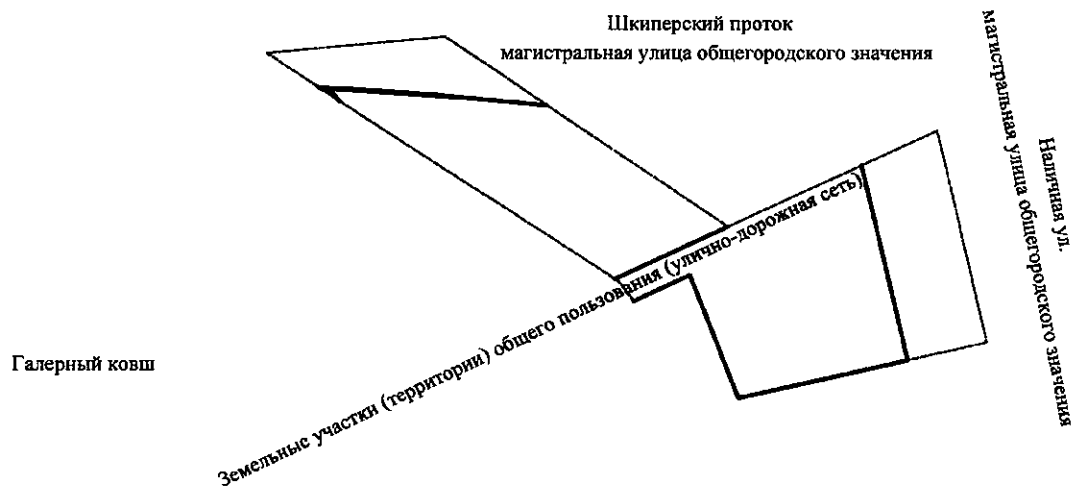 Шкиперский проток
магистральная улица общегородского значения
Наличная ул.
магистральная улица общегородского значения
Земельные участки (территории) общего пользования (улично-дорожная сеть)
Галерный ковш